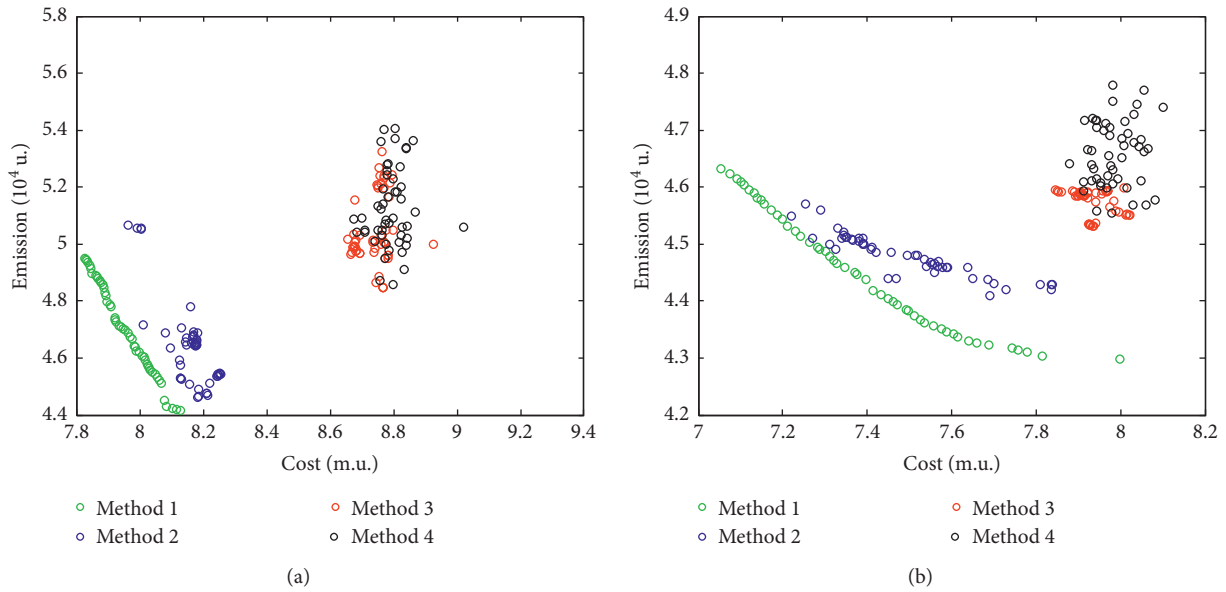 5.8
5.6
5.4
5.2
5
4.8
4.6
4.4
Emission (10⁴ u.)
7.8 8 8.2 8.4 8.6 8.8 9 9.2 9.4
Cost (m.u.)
Method 1
Method 2
Method 3
Method 4
(a)
4.9
4.8
4.7
4.6
4.5
4.4
4.3
4.2
Emission (10⁴ u.)
7 7.2 7.4 7.6 7.8 8 8.2
Cost (m.u.)
Method 1
Method 2
Method 3
Method 4
(b)